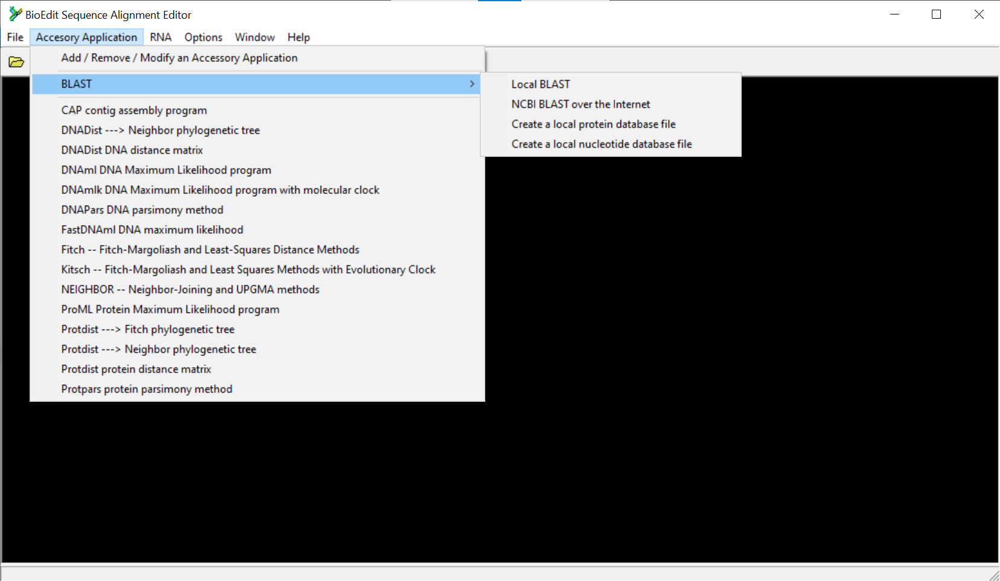 BioEdit Sequence Alignment Editor
File Accesory Application RNA Options Window Help
Add / Remove / Modify an Accessory Application
BLAST
Local BLAST
NCBI BLAST over the Internet
Create a local protein database file
Create a local nucleotide database file
CAP contig assembly program
DNADist ---> Neighbor phylogenetic tree
DNADist DNA distance matrix
DNAml DNA Maximum Likelihood program
DNAmlk DNA Maximum Likelihood program with molecular clock
DNAPars DNA parsimony method
FastDNAml DNA maximum likelihood
Fitch -- Fitch-Margoliash and Least-Squares Distance Methods
Kitsch -- Fitch-Margoliash and Least Squares Methods with Evolutionary Clock
NEIGHBOR -- Neighbor-Joining and UPGMA methods
ProML Protein Maximum Likelihood program
Protdist ---> Fitch phylogenetic tree
Protdist ---> Neighbor phylogenetic tree
Protdist protein distance matrix
Protpars protein parsimony method